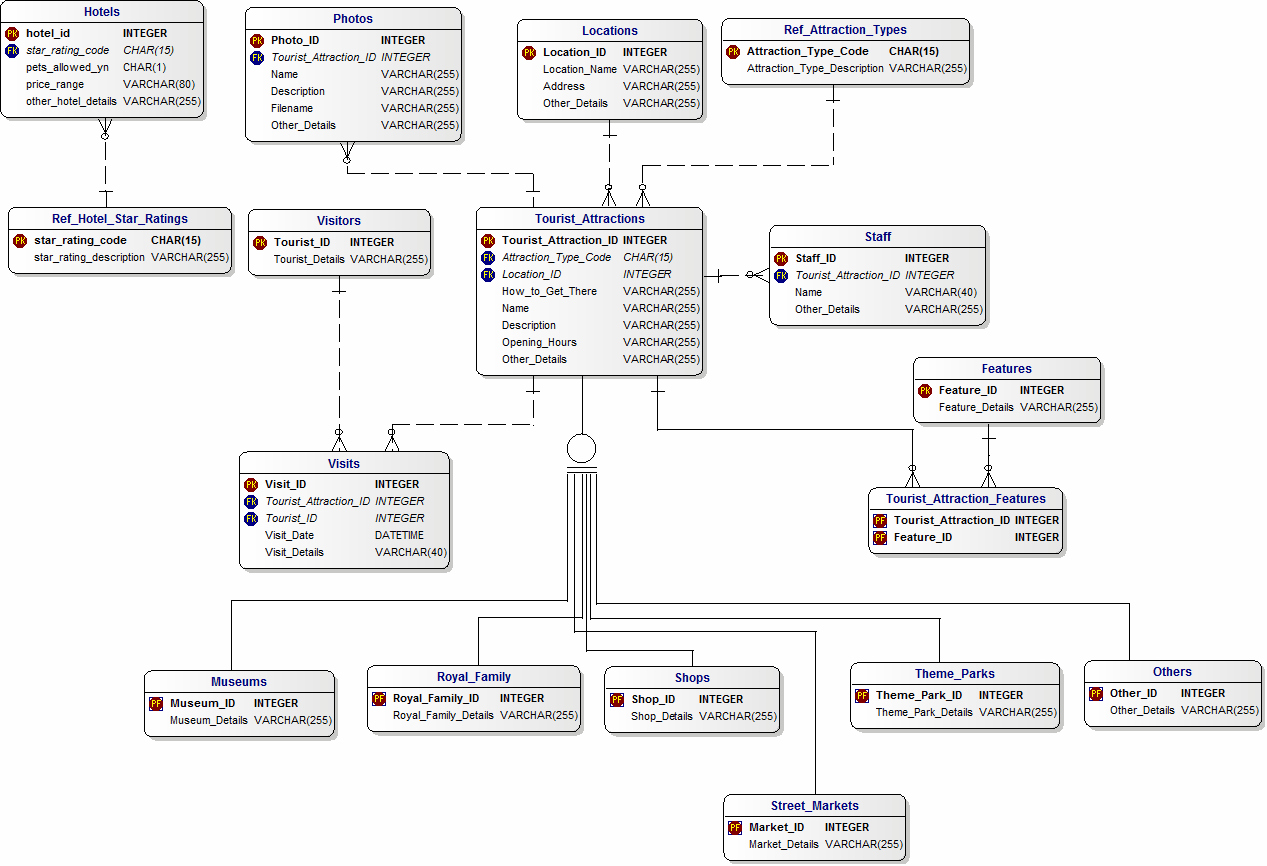 Hotels
PK hotel_id INTEGER
FK star_rating_code CHAR(15)
pets_allowed_yn CHAR(1)
price_range VARCHAR(80)
other_hotel_details VARCHAR(255)
Photos
PK Photo_ID INTEGER
FK Tourist_Attraction_ID INTEGER
Name VARCHAR(255)
Description VARCHAR(255)
Filename VARCHAR(255)
Other_Details VARCHAR(255)
Locations
PK Location_ID INTEGER
Location_Name VARCHAR(255)
Address VARCHAR(255)
Other_Details VARCHAR(255)
Ref_Attraction_Types
PK Attraction_Type_Code CHAR(15)
Attraction_Type_Description VARCHAR(255)
Ref_Hotel_Star_Ratings
PK star_rating_code CHAR(15)
star_rating_description VARCHAR(255)
Visitors
PK Tourist_ID INTEGER
Tourist_Details VARCHAR(255)
Tourist_Attractions
PK Tourist_Attraction_ID INTEGER
FK Attraction_Type_Code CHAR(15)
FK Location_ID INTEGER
How_to_Get_There VARCHAR(255)
Name VARCHAR(255)
Description VARCHAR(255)
Opening_Hours VARCHAR(255)
Other_Details VARCHAR(255)
Staff
PK Staff_ID INTEGER
FK Tourist_Attraction_ID INTEGER
Name VARCHAR(40)
Other_Details VARCHAR(255)
Features
PK Feature_ID INTEGER
Feature_Details VARCHAR(255)
Visits
PK Visit_ID INTEGER
FK Tourist_Attraction_ID INTEGER
FK Tourist_ID INTEGER
Visit_Date DATETIME
Visit_Details VARCHAR(40)
Tourist_Attraction_Features
PF Tourist_Attraction_ID INTEGER
PF Feature_ID INTEGER
Museums
PF Museum_ID INTEGER
Museum_Details VARCHAR(255)
Royal_Family
PF Royal_Family_ID INTEGER
Royal_Family_Details VARCHAR(255)
Shops
PF Shop_ID INTEGER
Shop_Details VARCHAR(255)
Theme_Parks
PF Theme_Park_ID INTEGER
Theme_Park_Details VARCHAR(255)
Others
PF Other_ID INTEGER
Other_Details VARCHAR(255)
Street_Markets
PF Market_ID INTEGER
Market_Details VARCHAR(255)